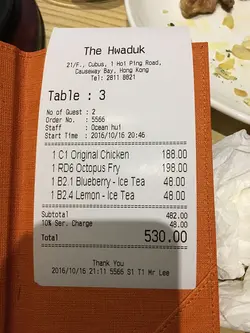 The Hwaduk
21/F., Cubus, 1 Hoi Ping Road,
Causeway Bay, Hong Kong
Tel: 2811 8821
Table : 3
No of Guest : 2
Order No. : 5566
Staff : Ocean hui
Start Time : 2016/10/16 20:46
1 C1 Original Chicken 188.00
1 RD6 Octopus Fry 198.00
1 B2.1 Blueberry - Ice Tea 48.00
1 B2.4 Lemon - Ice Tea 48.00
Subtotal 482.00
10% Ser. Charge 48.00
Total 530.00
Thank You
2016/10/16 21:11 5566 S1 T1 Mr Lee